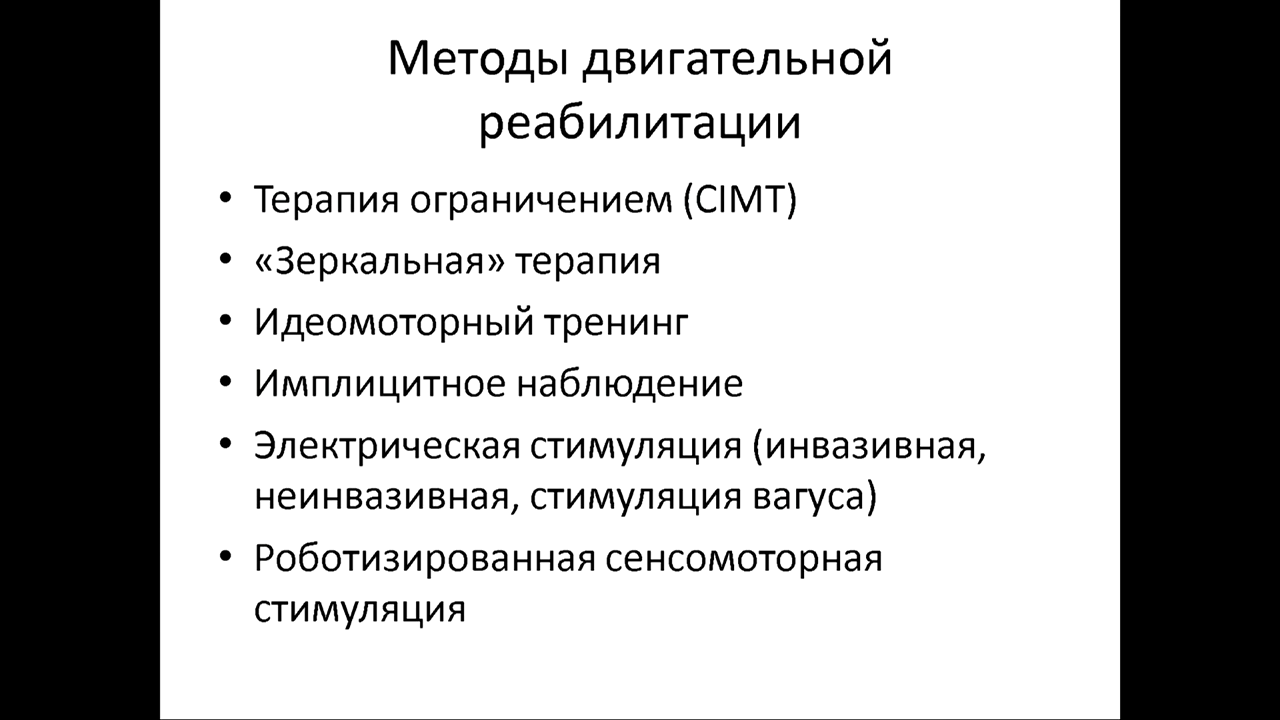 Методы двигательной
реабилитации
• Терапия ограничением (CIMT)
• «Зеркальная» терапия
• Идеомоторный тренинг
• Имплицитное наблюдение
• Электрическая стимуляция (инвазивная,
неинвазивная, стимуляция вагуса)
• Роботизированная сенсомоторная
стимуляция